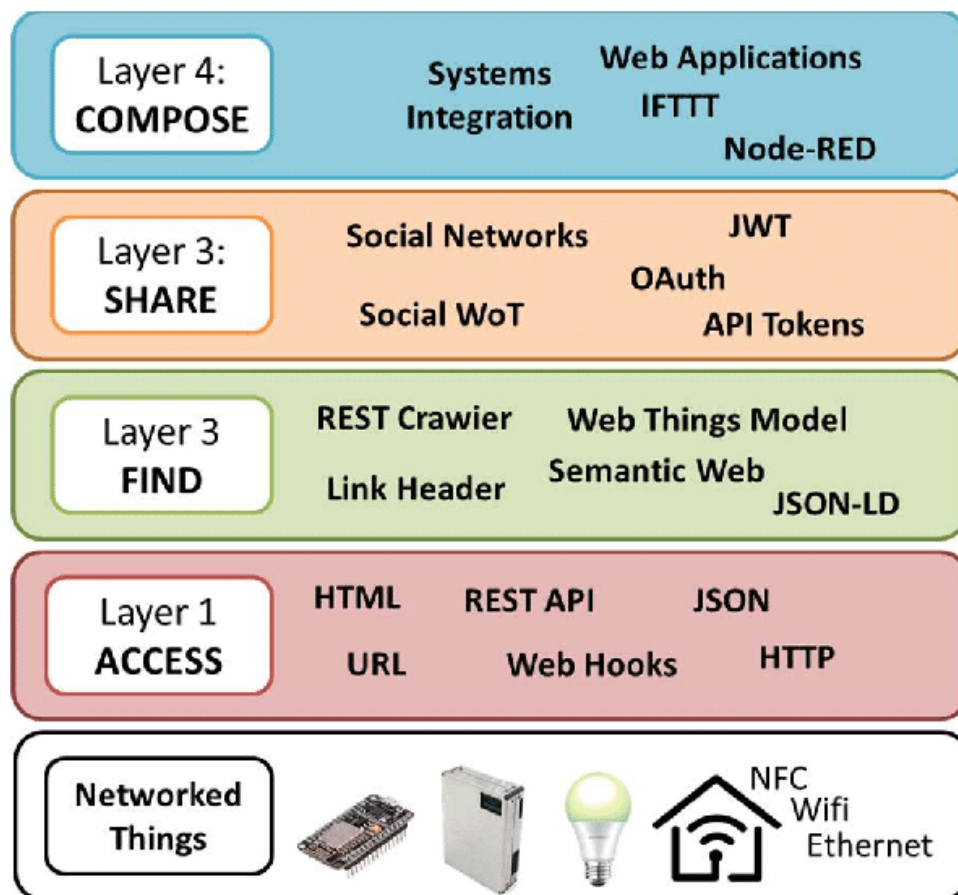 Layer 4:
COMPOSE
Systems
Integration
Web Applications
IFTTT
Node-RED
Layer 3:
SHARE
Social Networks
Social WoT
JWT
OAuth
API Tokens
Layer 3
FIND
REST Crawier
Link Header
Web Things Model
Semantic Web
JSON-LD
Layer 1
ACCESS
HTML
REST API
JSON
URL
Web Hooks
HTTP
Networked
Things
NFC
Wifi
Ethernet